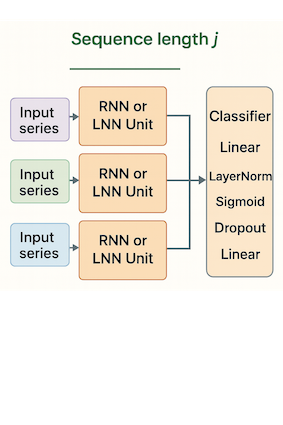 Sequence length j
Input
series
RNN or
LNN Unit
Input
series
RNN or
LNN Unit
Input
series
RNN or
LNN Unit
Classifier
Linear
LayerNorm
Sigmoid
Dropout
Linear